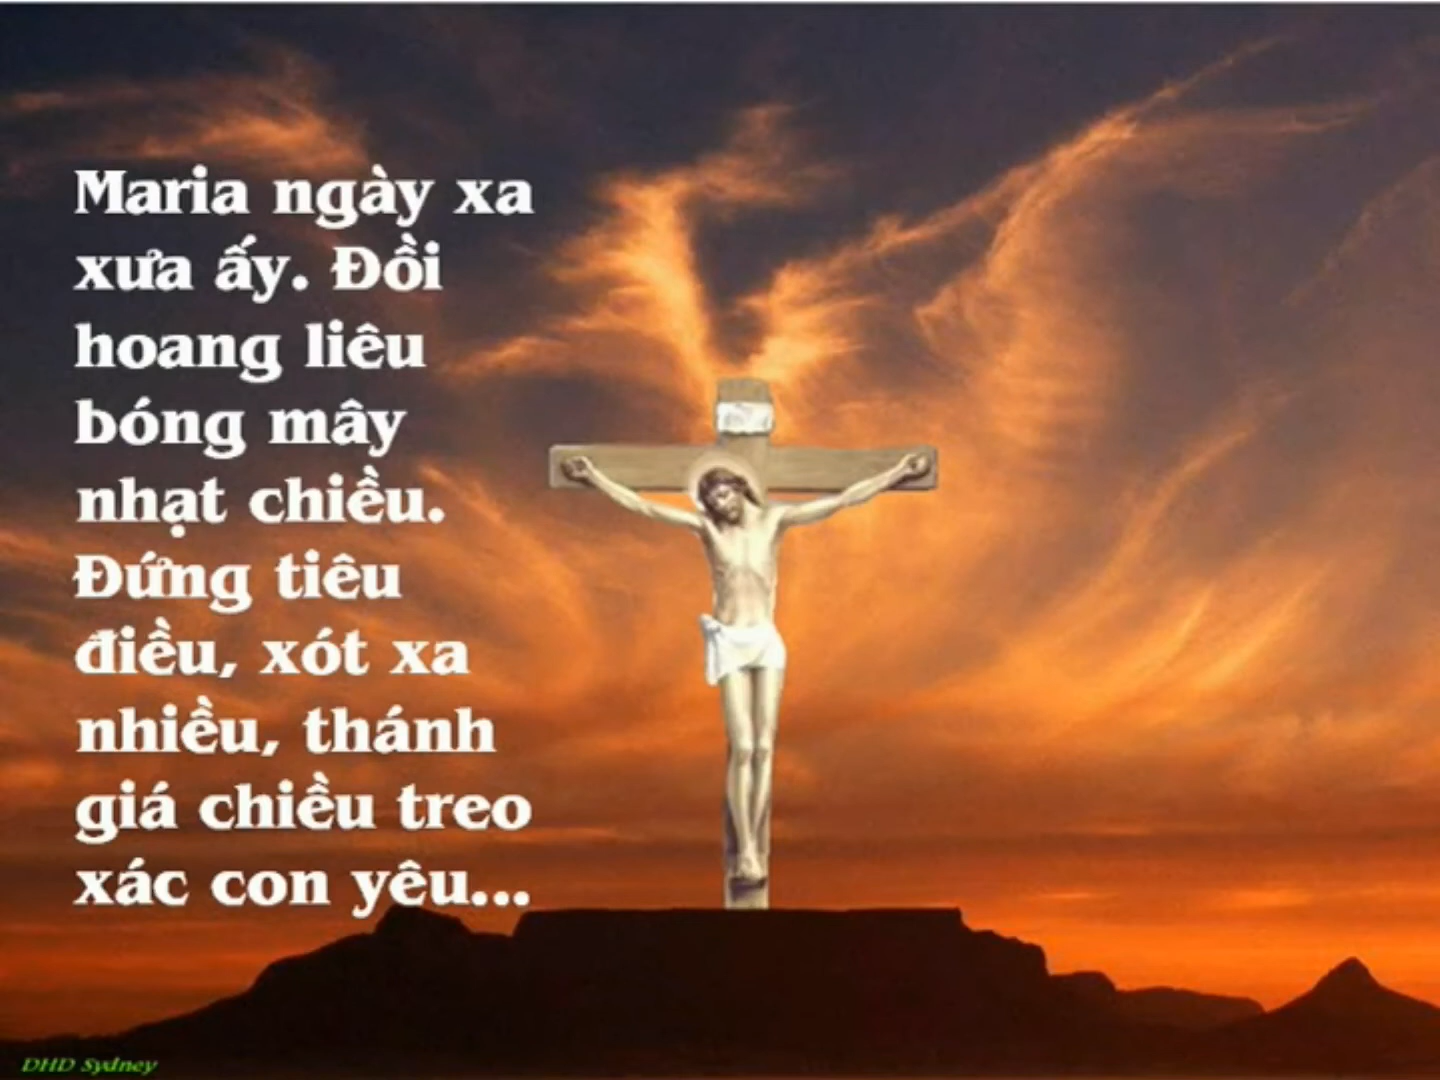 Maria ngày xa
xưa ấy. Đồi
hoang liêu
bóng mây
nhạt chiều.
Đứng tiêu
điều, xót xa
nhiều, thánh
giá chiều treo
xác con yêu...
DHD Sydney